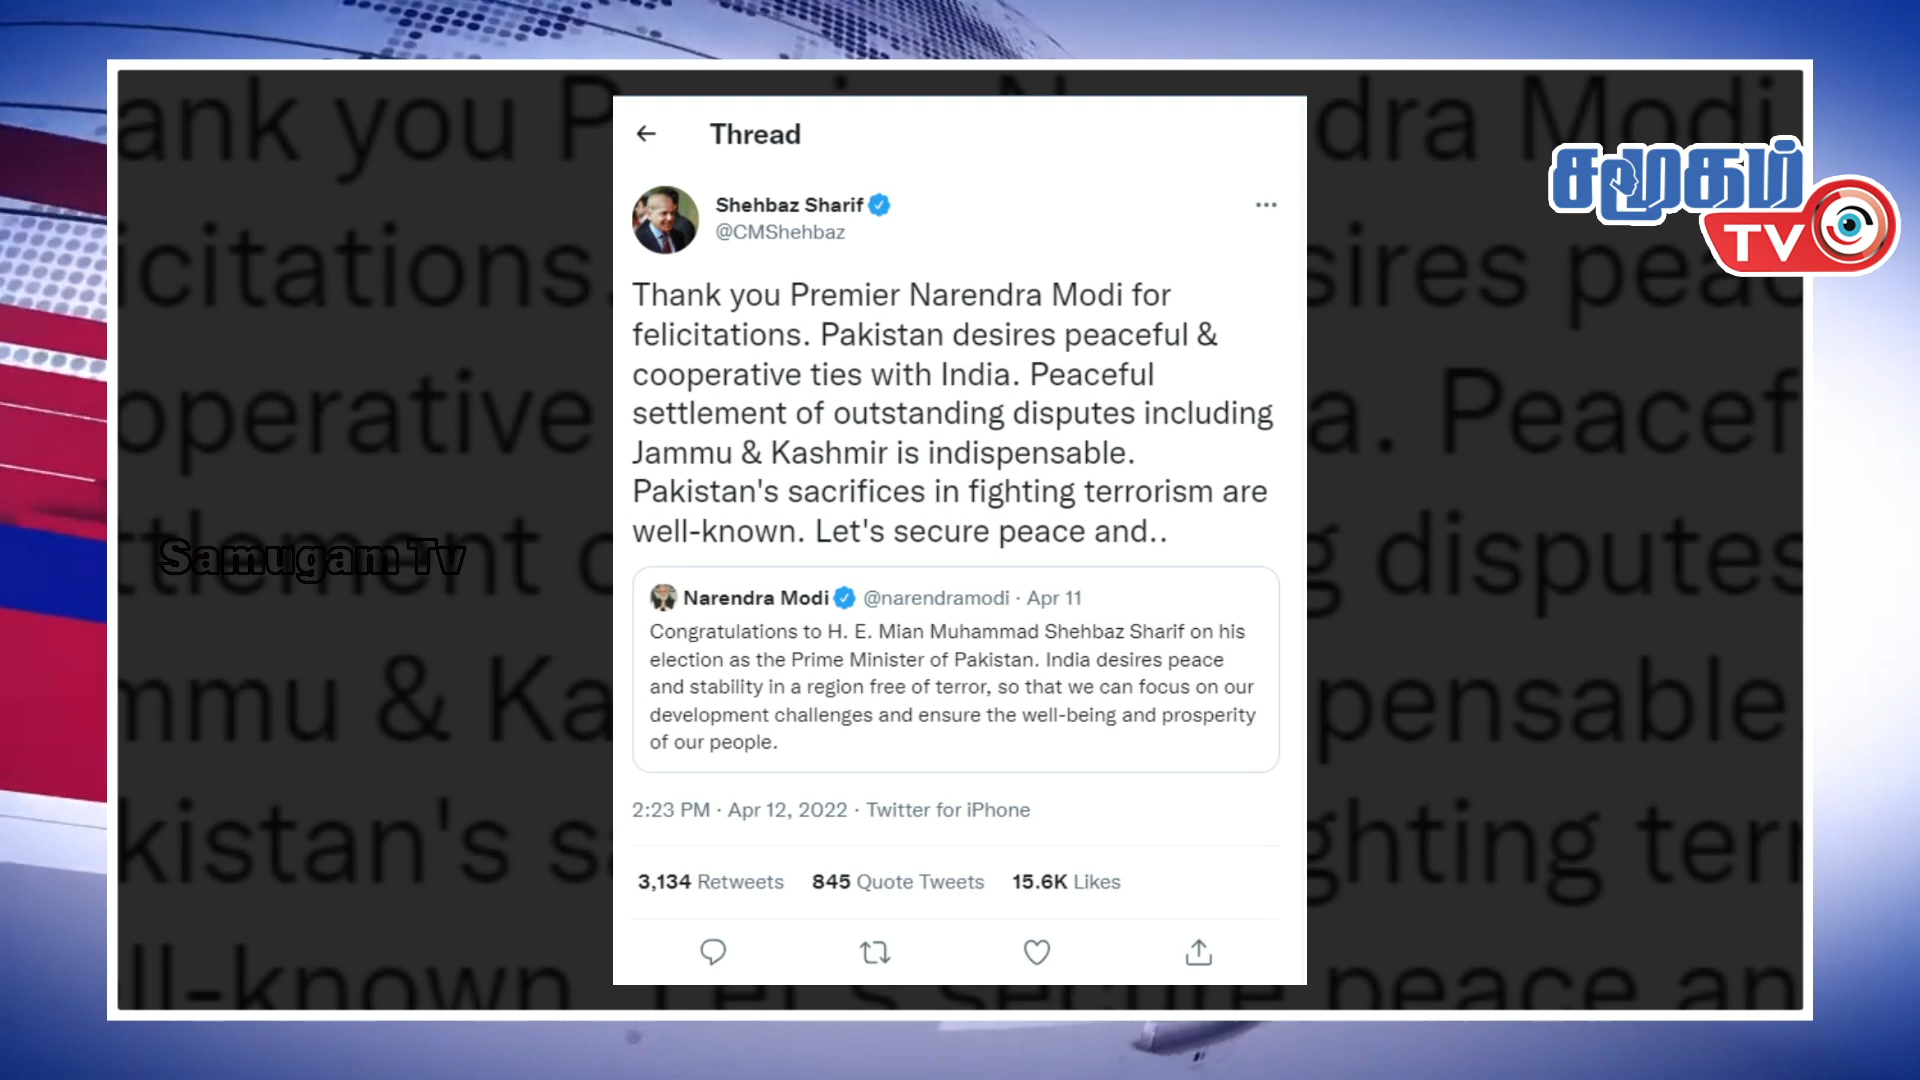 Thread
Shehbaz Sharif
@CMShehbaz
Thank you Premier Narendra Modi for
felicitations. Pakistan desires peaceful &
cooperative ties with India. Peaceful
settlement of outstanding disputes including
Jammu & Kashmir is indispensable.
Pakistan's sacrifices in fighting terrorism are
well-known. Let's secure peace and..
Narendra Modi @narendramodi · Apr 11
Congratulations to H. E. Mian Muhammad Shehbaz Sharif on his
election as the Prime Minister of Pakistan. India desires peace
and stability in a region free of terror, so that we can focus on our
development challenges and ensure the well-being and prosperity
of our people.
2:23 PM · Apr 12, 2022 · Twitter for iPhone
3,134 Retweets 845 Quote Tweets 15.6K Likes
சமூகம்
TV
Samugam Tv